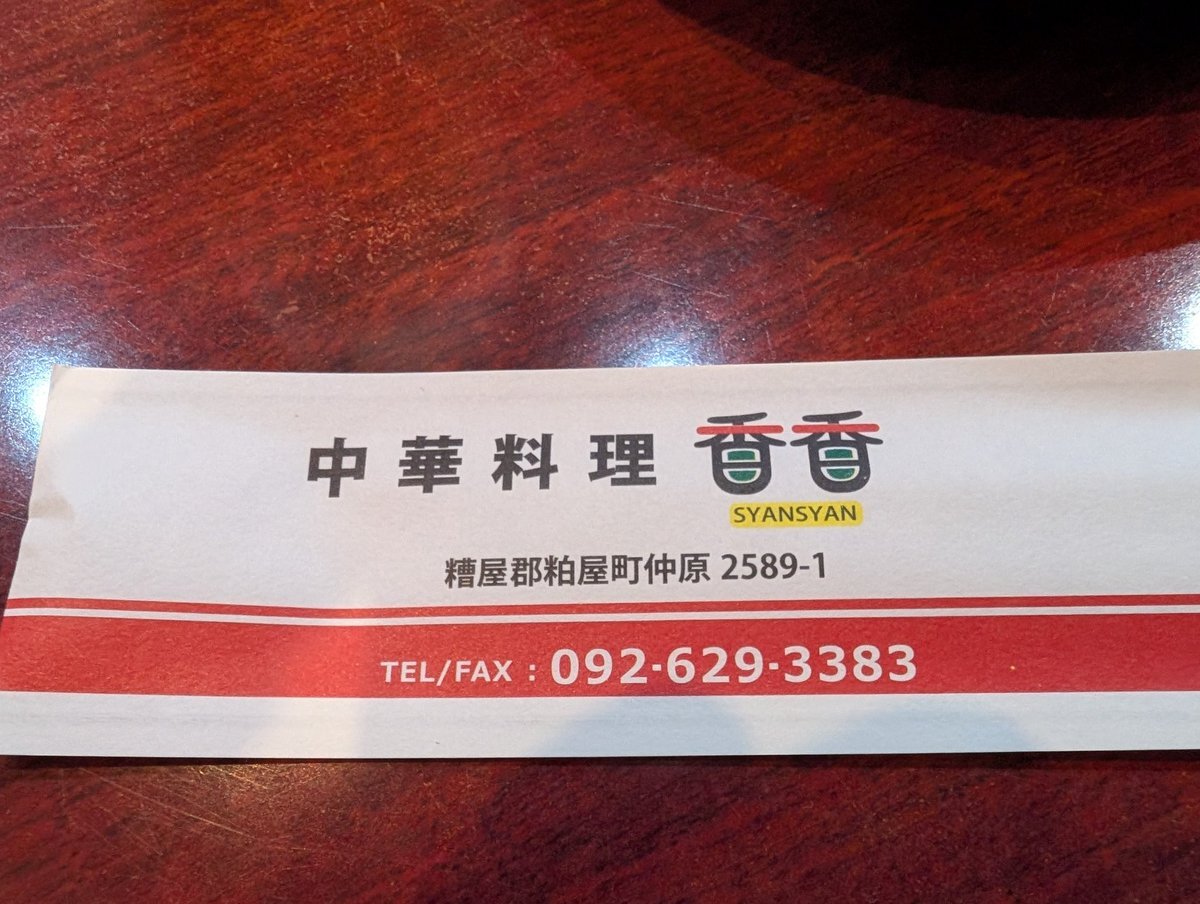 中華料理 香香
SYANSYAN
糟屋郡粕屋町仲原 2589-1
TEL/FAX : 092-629-3383